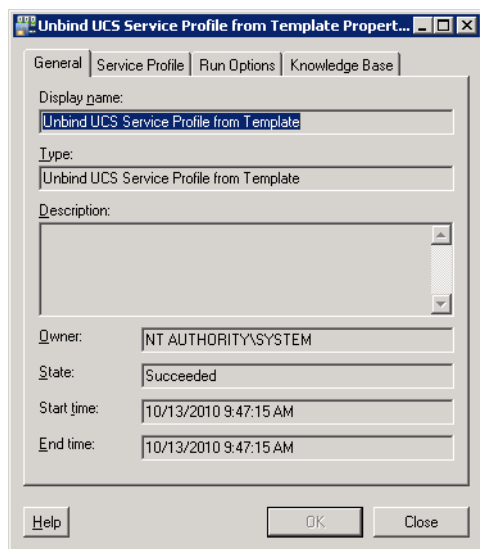 Unbind UCS Service Profile from Template Propert...
General Service Profile Run Options Knowledge Base
Display name:
Unbind UCS Service Profile from Template
Type:
Unbind UCS Service Profile from Template
Description:
Owner: NT AUTHORITY\SYSTEM
State: Succeeded
Start time: 10/13/2010 9:47:15 AM
End time: 10/13/2010 9:47:15 AM
Help OK Close